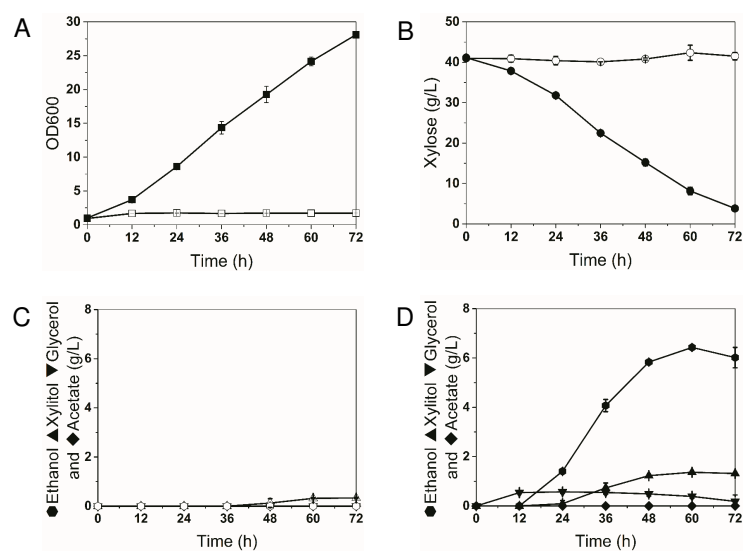 A
30
25
20
15
10
5
0
OD600
0 12 24 36 48 60 72
Time (h)
B
50
40
30
20
10
0
Xylose (g/L)
0 12 24 36 48 60 72
Time (h)
C
8
6
4
2
0
Ethanol Xylitol Glycerol
and Acetate (g/L)
0 12 24 36 48 60 72
Time (h)
D
8
6
4
2
0
Ethanol Xylitol Glycerol
and Acetate (g/L)
0 12 24 36 48 60 72
Time (h)